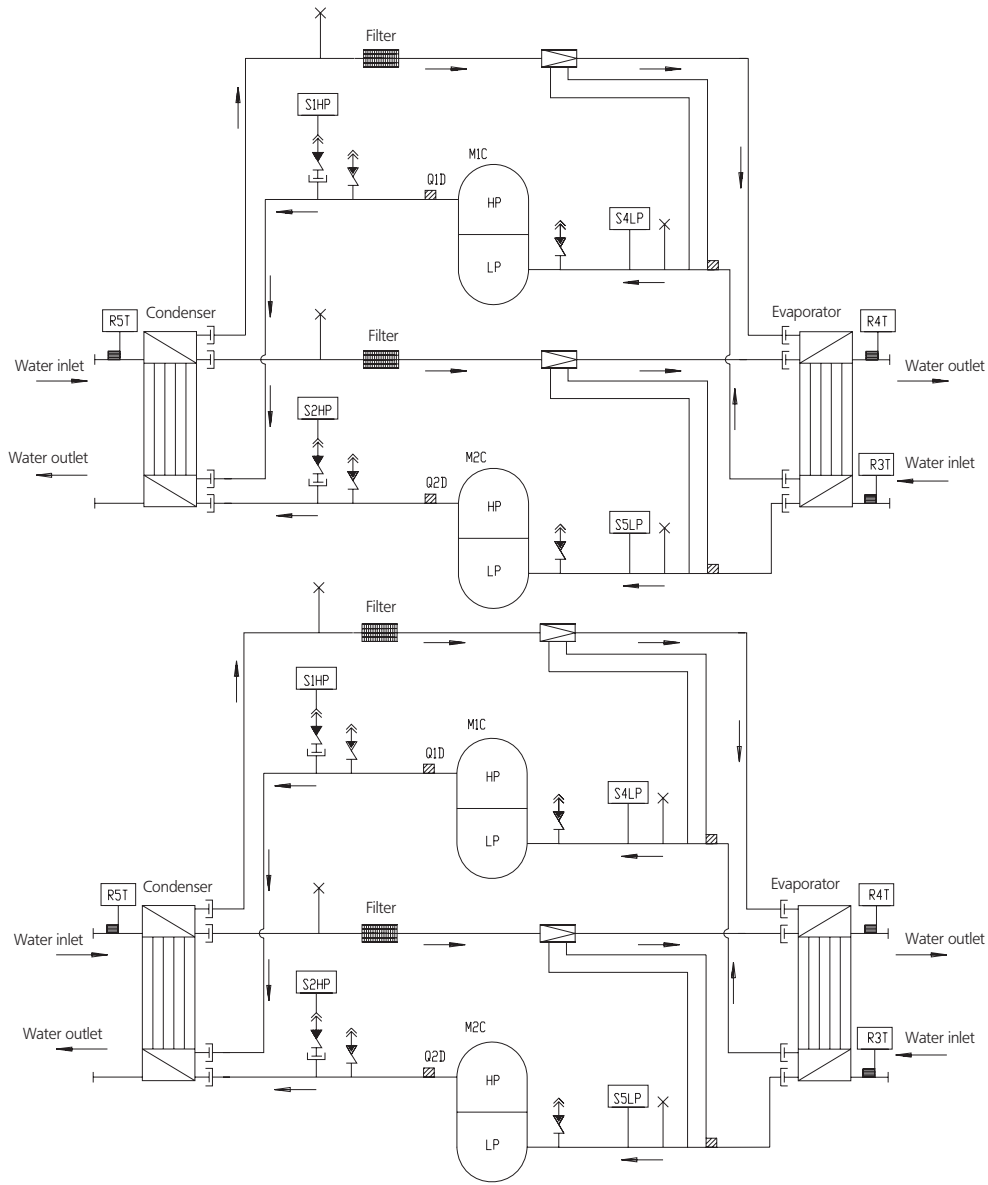 Filter
S1HP
M1C
Q1D
HP
S4LP
LP
Condenser
Evaporator
R5T
R4T
Filter
Water inlet
Water outlet
S2HP
M2C
Water outlet
R3T
Water inlet
Q2D
HP
S5LP
LP
Filter
S1HP
M1C
Q1D
HP
S4LP
LP
Condenser
Evaporator
R5T
R4T
Filter
Water inlet
Water outlet
S2HP
M2C
Water outlet
R3T
Water inlet
Q2D
HP
S5LP
LP